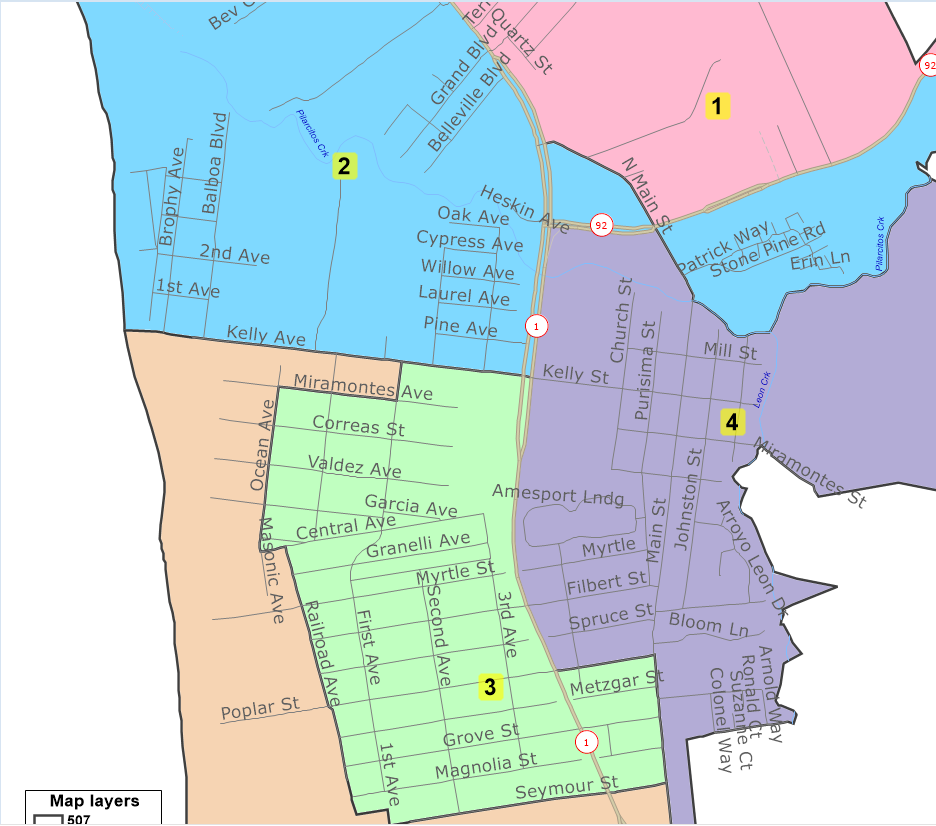 Bev
Terr
Quartz St
Grand Blvd
Belleville Blvd
92
1
Pilarcitos Crk
2
Balboa Blvd
Brophy Ave
N Main St
Heskin Ave
Oak Ave
92
Cypress Ave
Patrick Way
Stone Pine Rd
Pilarcitos Crk
2nd Ave
Erin Ln
Willow Ave
1st Ave
Laurel Ave
Church St
Pine Ave
1
Purisima St
Kelly Ave
Mill St
Kelly St
Leon Crk
Miramontes Ave
Ocean Ave
Correas St
4
Valdez Ave
Miramontes St
Garcia Ave
Amesport Lndg
Johnston St
Main St
Central Ave
Masonic Ave
Granelli Ave
Myrtle
Arroyo Leon Dr
Myrtle St
Filbert St
Railroad Ave
First Ave
Second Ave
3rd Ave
Spruce St
Bloom Ln
3
Metzgar St
Arnold Way
Ronald Ct
Suzanne Ct
Colonel Way
Poplar St
Grove St
1
1st Ave
Magnolia St
Seymour St
Map layers
507